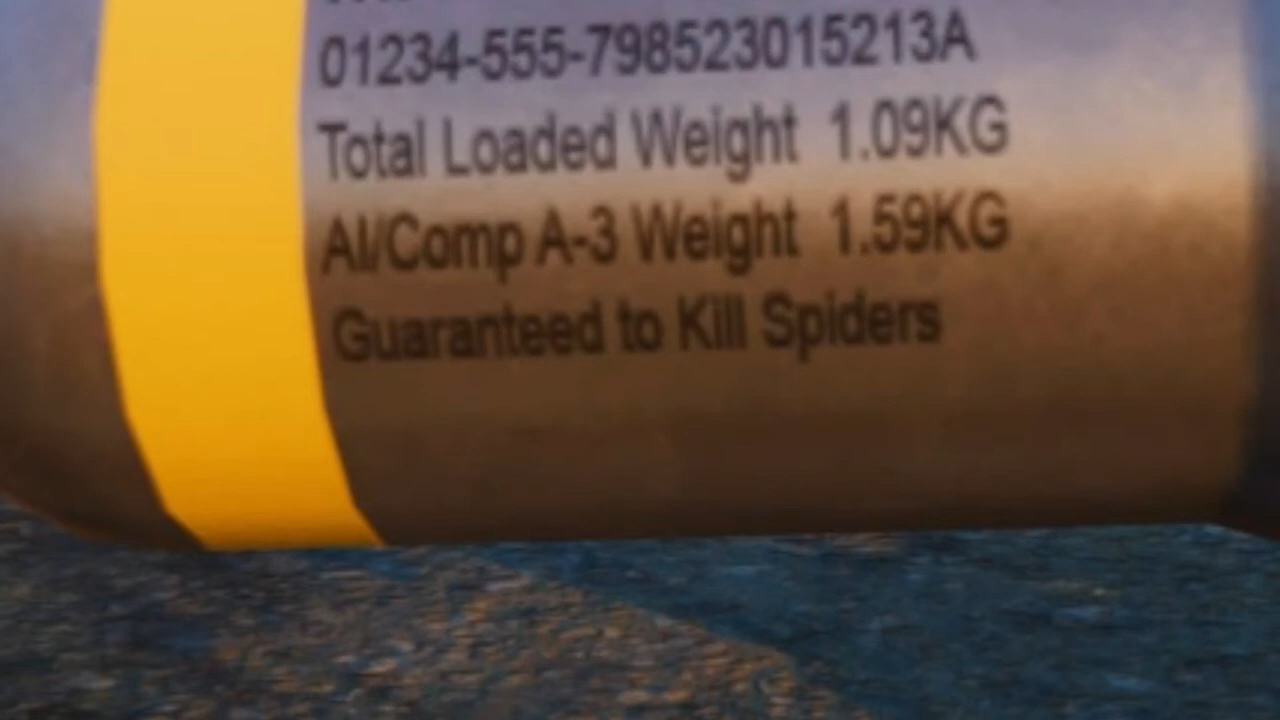 01234-555-798523015213A
Total Loaded Weight 1.09KG
Al/Comp A-3 Weight 1.59KG
Guaranteed to Kill Spiders